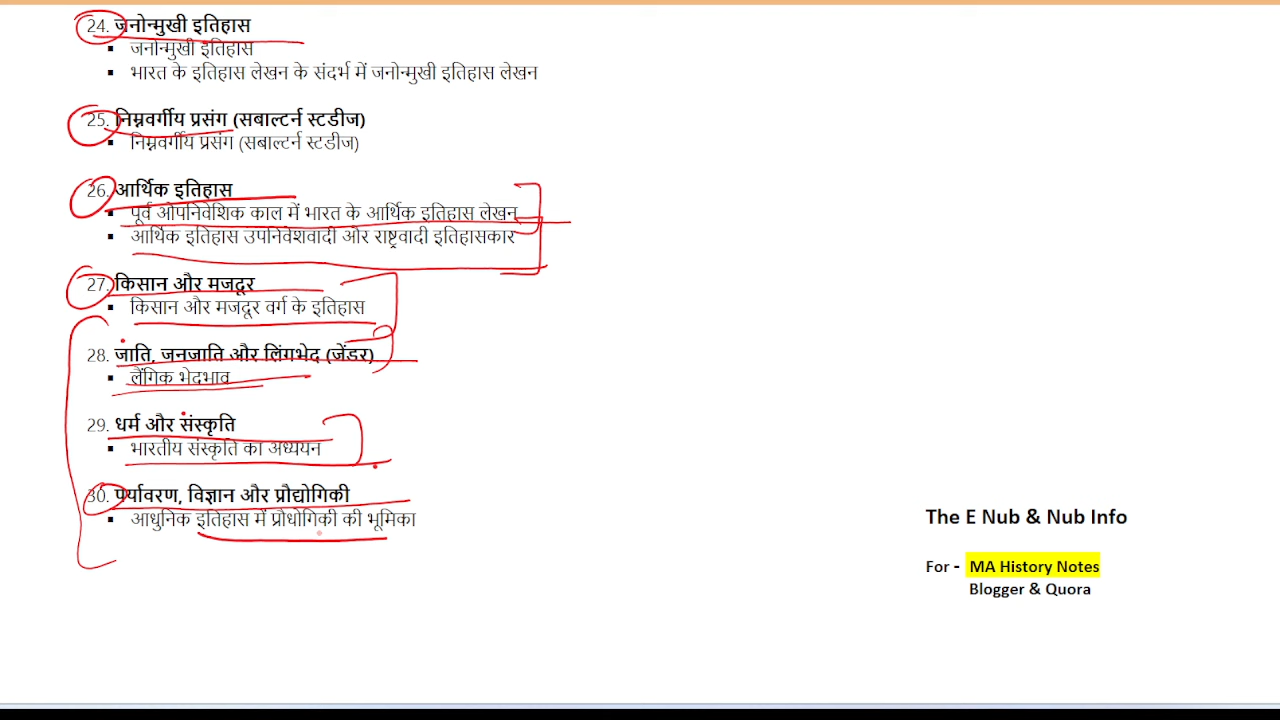 24. जनोन्मुखी इतिहास
▪ जनोन्मुखी इतिहास
▪ भारत के इतिहास लेखन के संदर्भ में जनोन्मुखी इतिहास लेखन
25. निम्नवर्गीय प्रसंग (सबाल्टर्न स्टडीज)
▪ निम्नवर्गीय प्रसंग (सबाल्टर्न स्टडीज)
26. आर्थिक इतिहास
▪ पूर्व औपनिवेशिक काल में भारत के आर्थिक इतिहास लेखन
▪ आर्थिक इतिहास उपनिवेशवादी और राष्ट्रवादी इतिहासकार
27. किसान और मजदूर
▪ किसान और मजदूर वर्ग के इतिहास
28. जाति, जनजाति और लिंगभेद (जेंडर)
▪ लैंगिक भेदभाव
29. धर्म और संस्कृति
▪ भारतीय संस्कृति का अध्ययन
30. पर्यावरण, विज्ञान और प्रौद्योगिकी
▪ आधुनिक इतिहास में प्रौधोगिकी की भूमिका
The E Nub & Nub Info
For - MA History Notes
Blogger & Quora